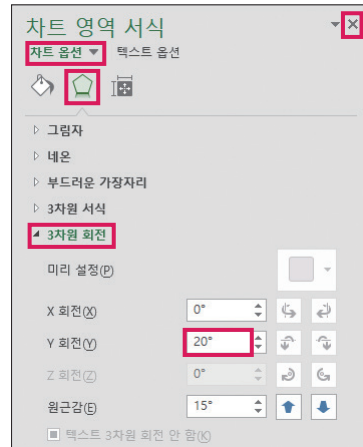 차트 영역 서식
차트 옵션 텍스트 옵션
그림자
네온
부드러운 가장자리
3차원 서식
3차원 회전
미리 설정(P)
X 회전(X) 0°
Y 회전(Y) 20°
Z 회전(Z) 0°
원근감(E) 15°
텍스트 3차원 회전 안 함(K)